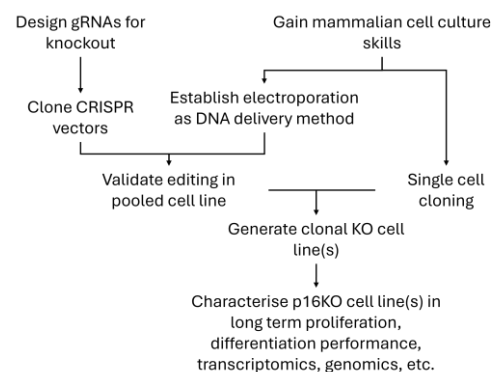 Design gRNAs for
knockout
Gain mammalian cell culture
skills
Clone CRISPR
vectors
Establish electroporation
as DNA delivery method
Validate editing in
pooled cell line
Single cell
cloning
Generate clonal KO cell
line(s)
Characterise p16KO cell line(s) in
long term proliferation,
differentiation performance,
transcriptomics, genomics, etc.